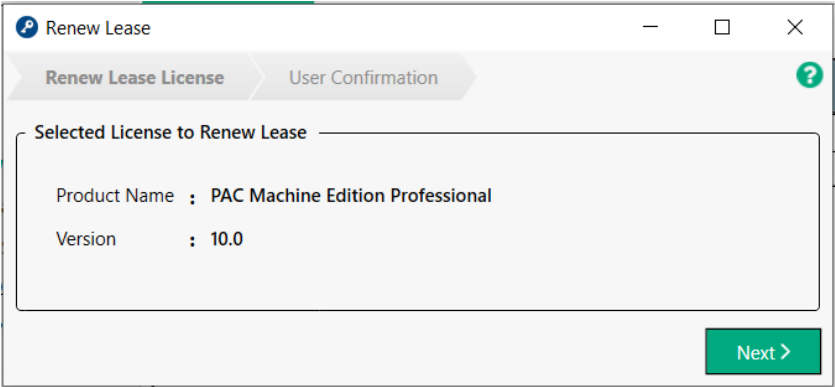 Renew Lease
Renew Lease License User Confirmation
Selected License to Renew Lease
Product Name : PAC Machine Edition Professional
Version : 10.0
Next >